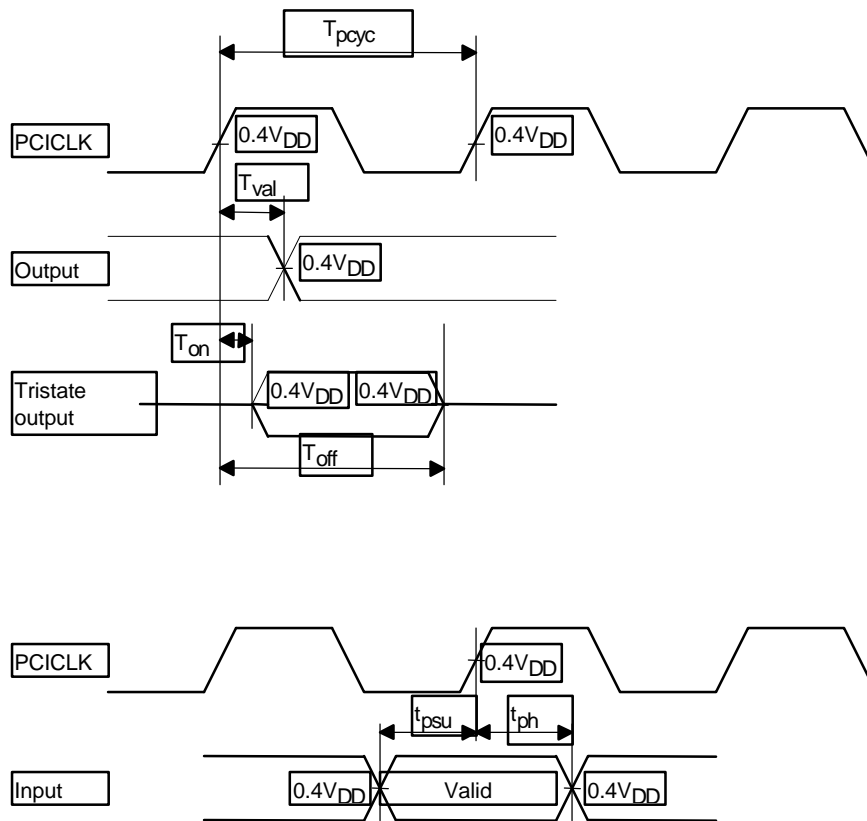 Tpcyc
PCICLK
0.4VDD
0.4VDD
Tval
Output
0.4VDD
Ton
Tristate
output
0.4VDD
0.4VDD
Toff
PCICLK
0.4VDD
tpsu
tph
Input
0.4VDD
Valid
0.4VDD